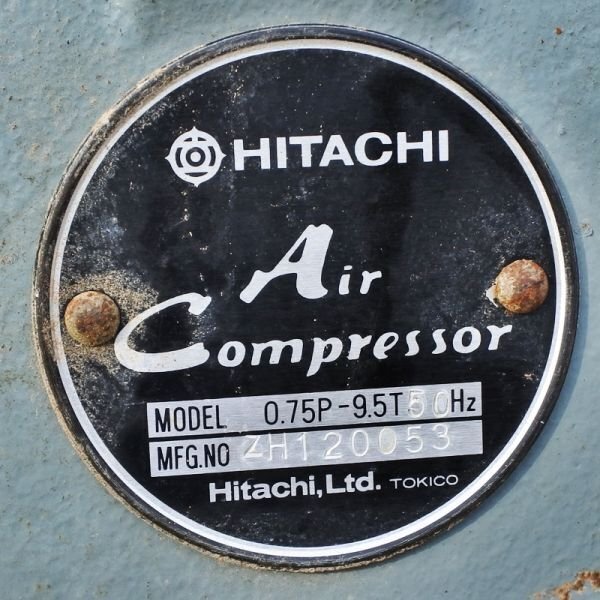 HITACHI
Air
Compressor
MODEL 0.75P-9.5T50Hz
MFG.NO ZH120053
Hitachi, Ltd. TOKICO